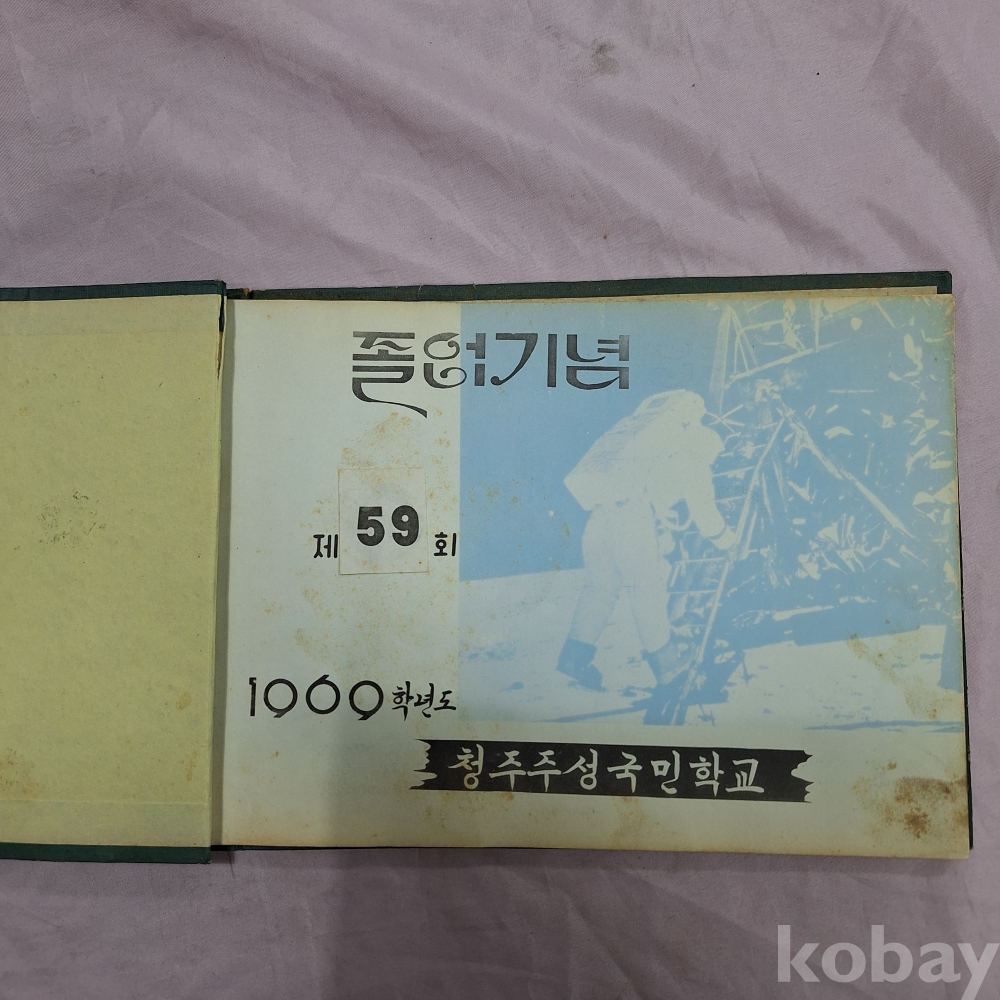 졸업기념
제 59 회
1969 학년도
청주주성국민학교
kobay